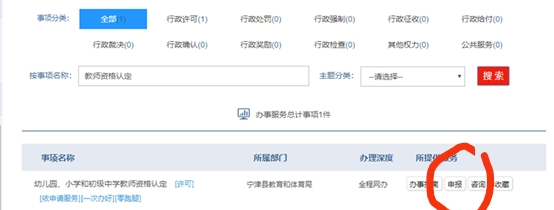 事项分类： 全部(1) 行政许可(1) 行政处罚(0) 行政强制(0) 行政征收(0) 行政给付(0)
行政裁决(0) 行政确认(0) 行政奖励(0) 行政检查(0) 其他权力(0) 公共服务(0)
按事项名称： 教师资格认定 主题分类： --请选择-- 搜索
办事服务总计事项1件
事项名称 所属部门 办理深度 所提供服务
幼儿园、小学和初级中学教师资格认定 [许可] 宁津县教育和体育局 全程网办 办事指南 申报 咨询 收藏
[依申请服务][一次办好][零跑腿]